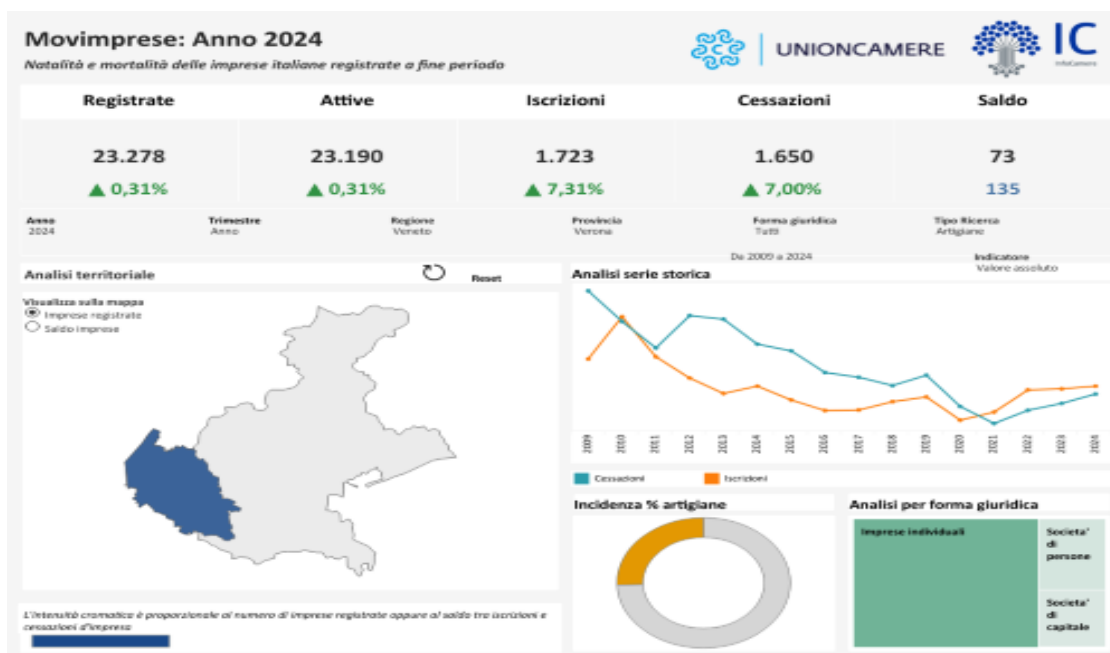 Movimprese: Anno 2024
Natalità e mortalità delle imprese italiane registrate a fine periodo
UNIONCAMERE
IC
InfoCamere
Registrate Attive Iscrizioni Cessazioni Saldo
23.278 23.190 1.723 1.650 73
▲ 0,31% ▲ 0,31% ▲ 7,31% ▲ 7,00% 135
Anno Trimestre Regione Provincia Forma giuridica Tipo Ricerca
2024 Anno Veneto Verona Tutti Artigiane
Da 2009 a 2024 Indicatore
Valore assoluto
Analisi territoriale Reset
Analisi serie storica
Visualizza sulla mappa
Imprese registrate
Saldo imprese
2009 2010 2011 2012 2013 2014 2015 2016 2017 2018 2019 2020 2021 2022 2023 2024
Cessazioni Iscrizioni
Incidenza % artigiane
Analisi per forma giuridica
Imprese individuali
Societa'
di
persone
Societa'
di
capitale
L'intensità cromatica è proporzionale al numero di imprese registrate oppure al saldo tra iscrizioni e
cessazioni d'impresa